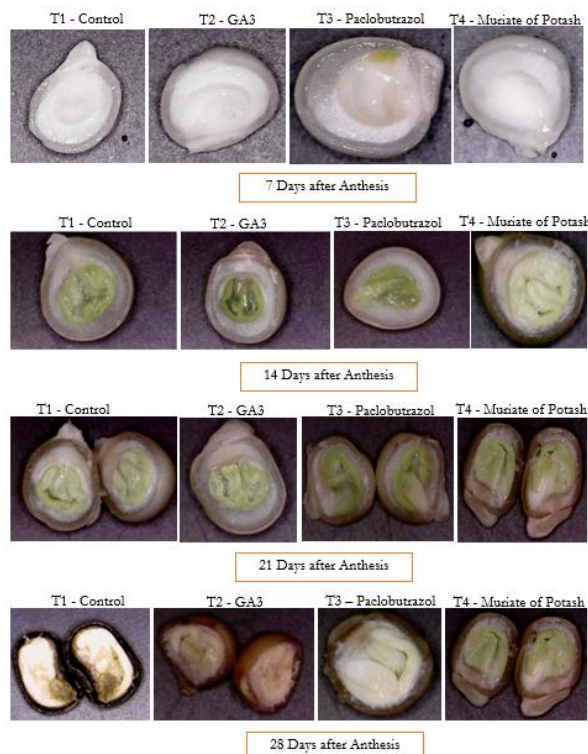 T1 - Control
T2 - GA3
T3 - Paclobutrazol
T4 - Muriate of Potash
7 Days after Anthesis
T1 - Control
T2 - GA3
T3 - Paclobutrazol
T4 - Muriate of Potash
14 Days after Anthesis
T1 - Control
T2 - GA3
T3 - Paclobutrazol
T4 - Muriate of Potash
21 Days after Anthesis
T1 - Control
T2 - GA3
T3 – Paclobutrazol
T4 - Muriate of Potash
28 Days after Anthesis